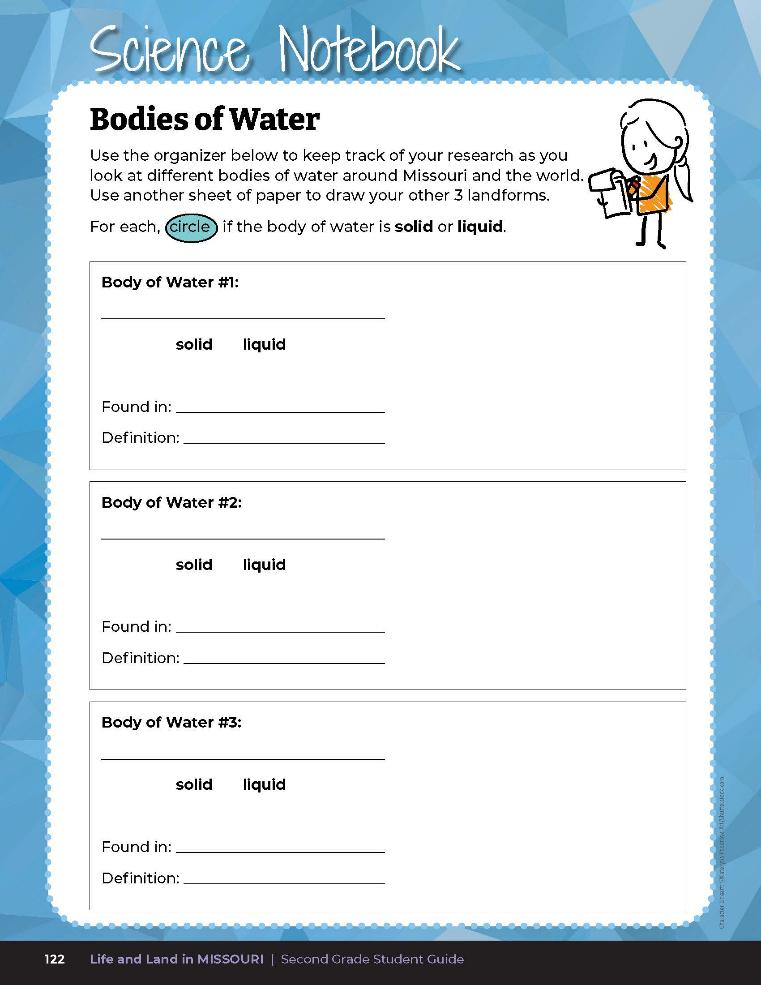 Science Notebook
Bodies of Water
Use the organizer below to keep track of your research as you
look at different bodies of water around Missouri and the world.
Use another sheet of paper to draw your other 3 landforms.
For each, circle if the body of water is solid or liquid.
Body of Water #1:
solid liquid
Found in:
Definition:
Body of Water #2:
solid liquid
Found in:
Definition:
Body of Water #3:
solid liquid
Found in:
Definition:
122 Life and Land in MISSOURI | Second Grade Student Guide